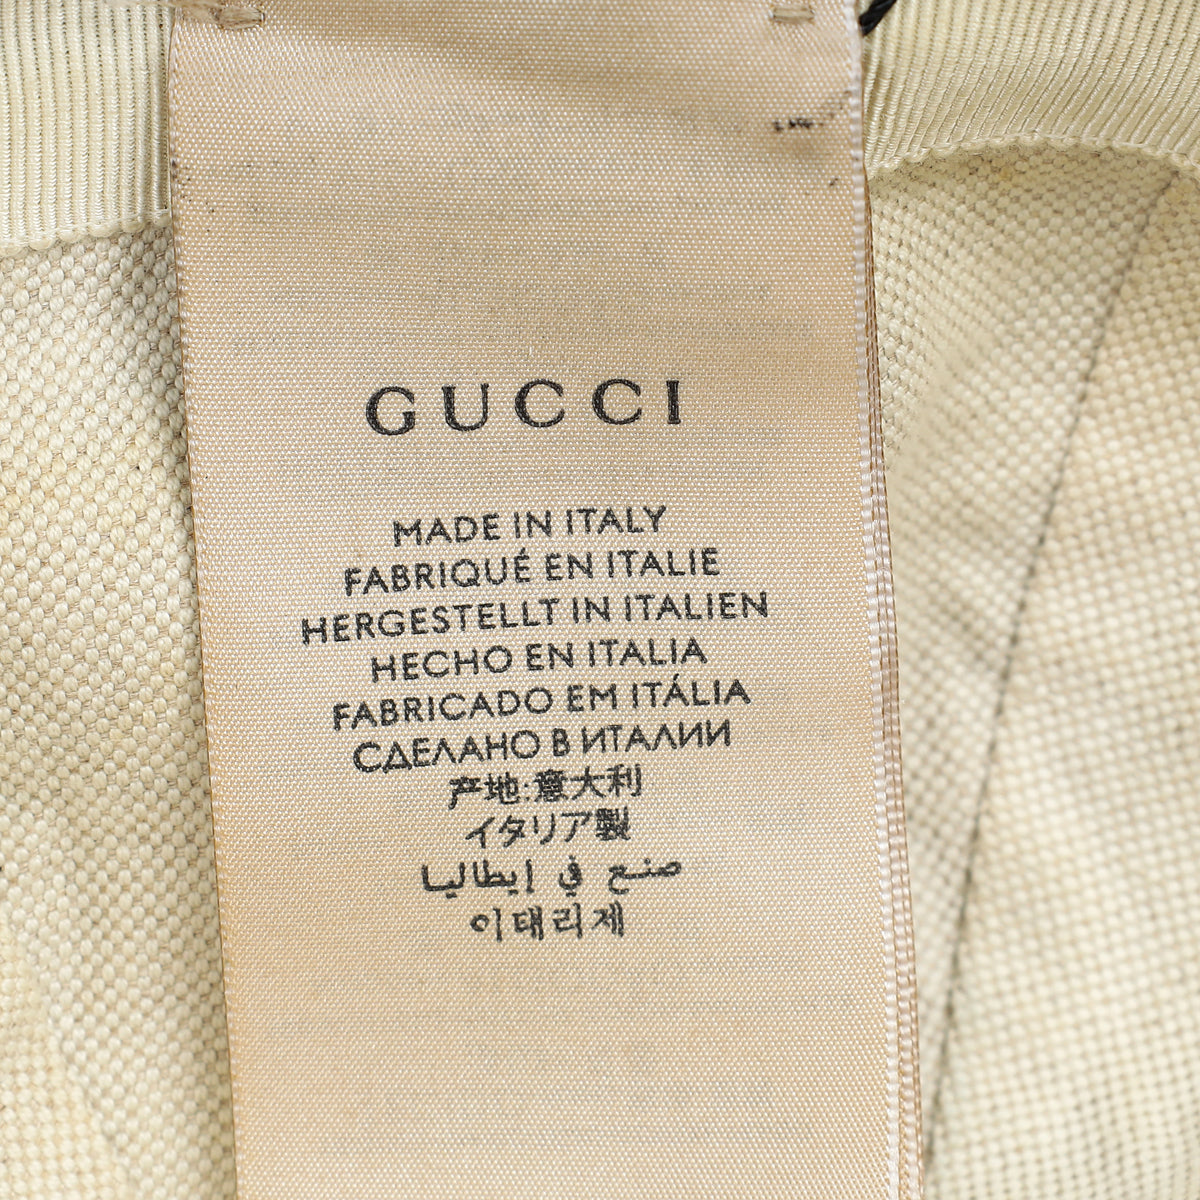 GUCCI
MADE IN ITALY
FABRIQUÉ EN ITALIE
HERGESTELLT IN ITALIEN
HECHO EN ITALIA
FABRICADO EM ITÁLIA
СДЕЛАНО В ИТАЛИИ
产地:意大利
イタリア製
صنع في إيطاليا
이태리제